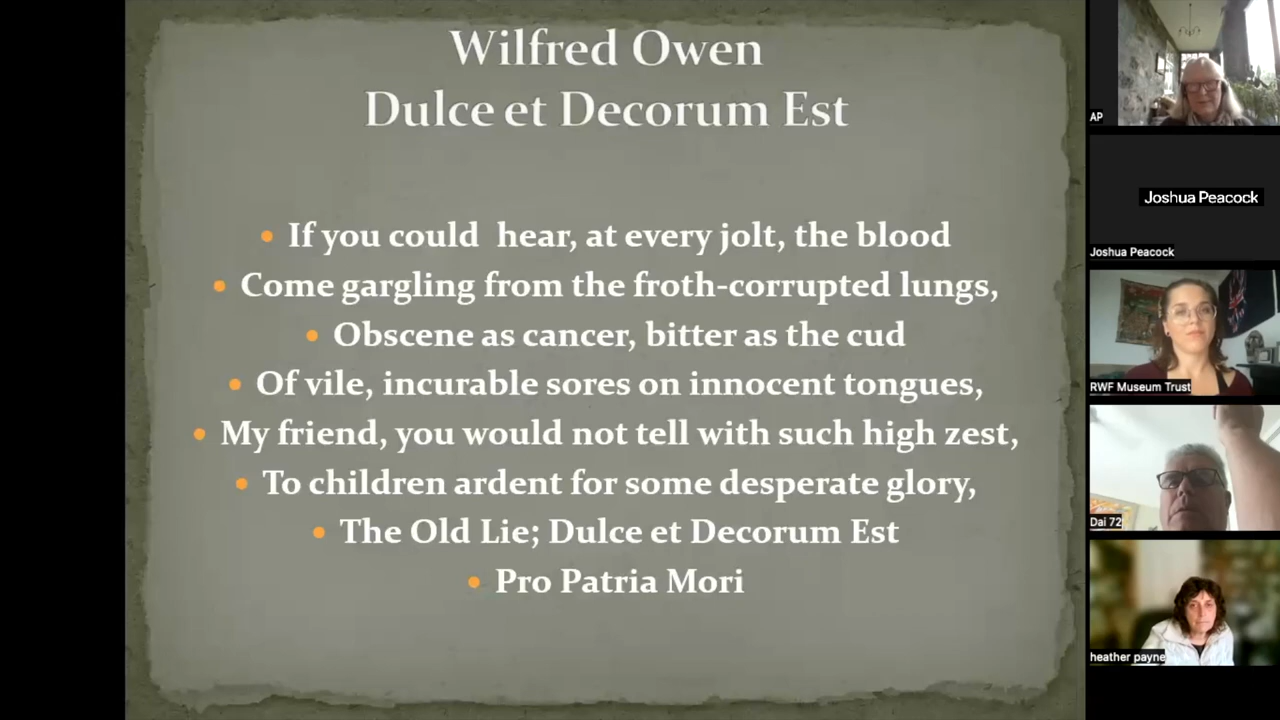 Wilfred Owen
Dulce et Decorum Est
• If you could  hear, at every jolt, the blood
• Come gargling from the froth-corrupted lungs,
• Obscene as cancer, bitter as the cud
• Of vile, incurable sores on innocent tongues,
• My friend, you would not tell with such high zest,
• To children ardent for some desperate glory,
• The Old Lie; Dulce et Decorum Est
• Pro Patria Mori
AP
Joshua Peacock
Joshua Peacock
RWF Museum Trust
Dai 72
heather payne